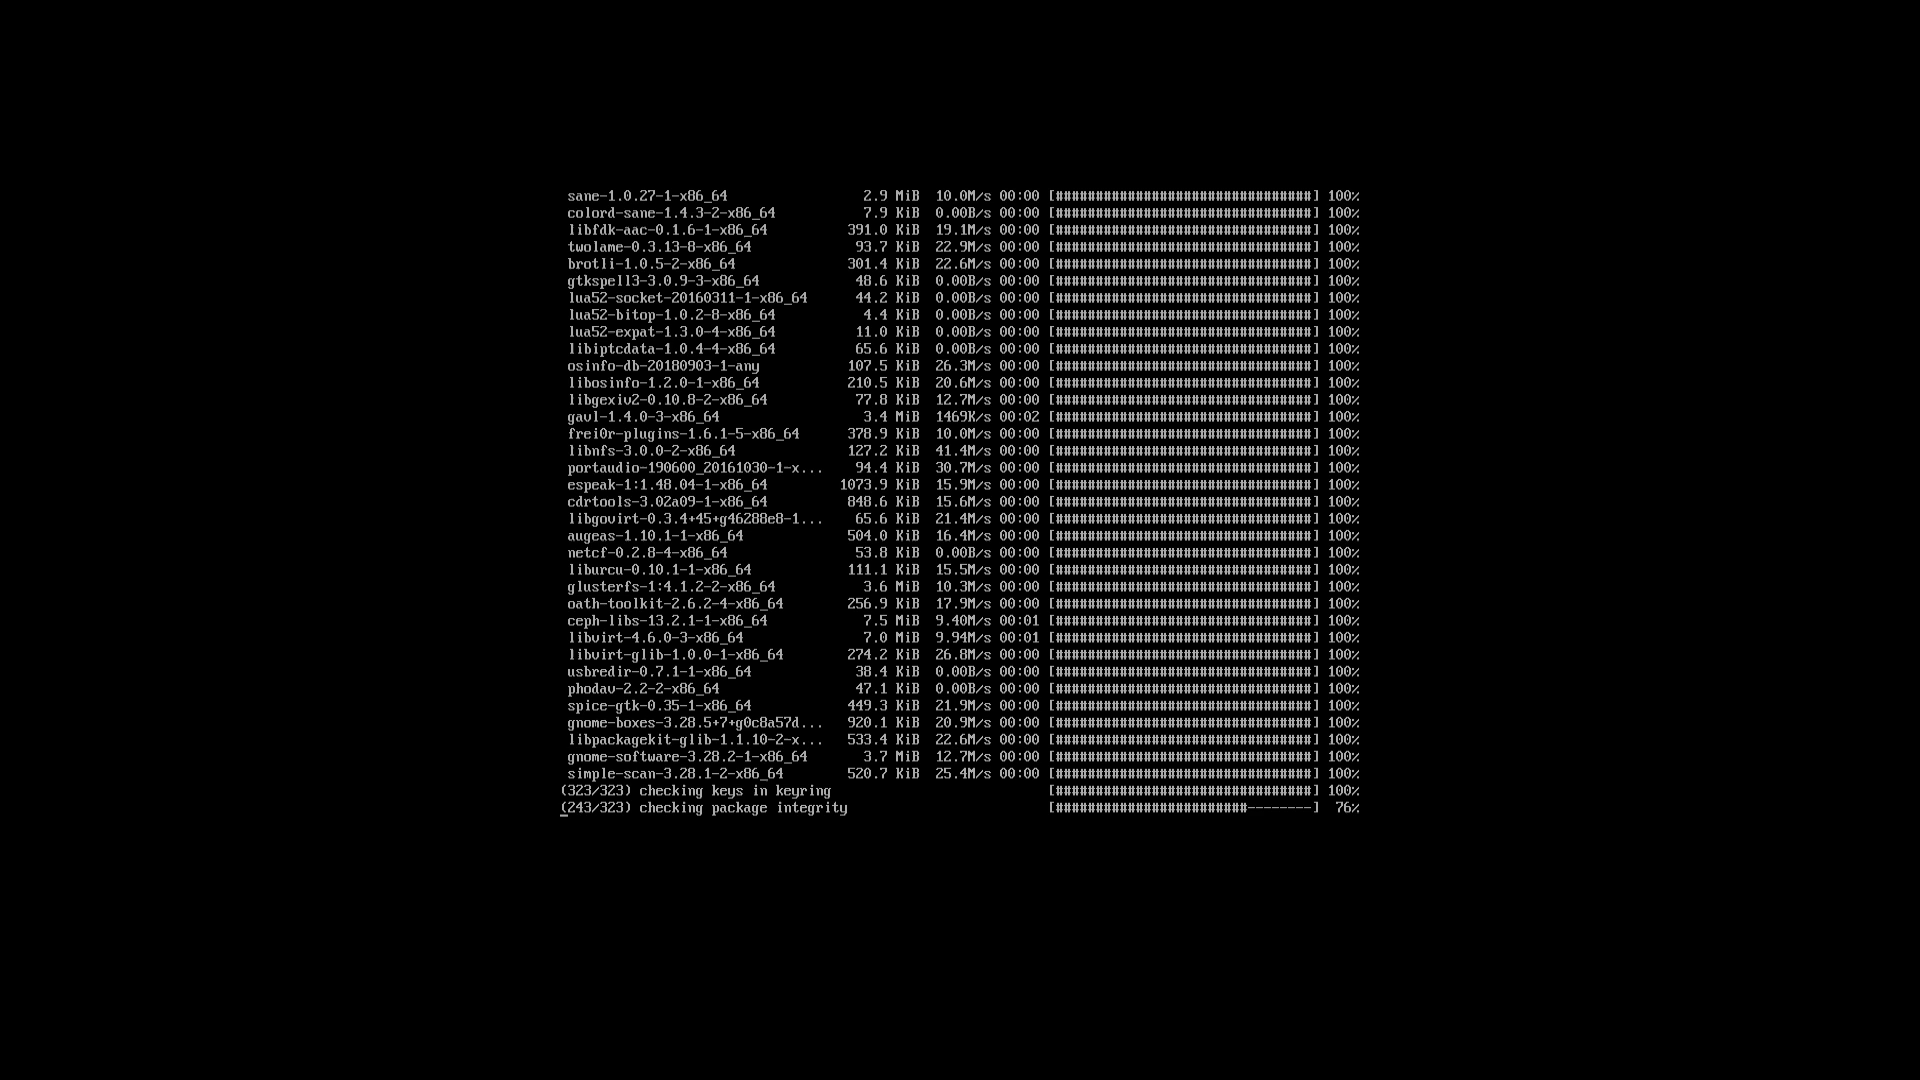 sane-1.0.27-1-x86_64 2.9 MiB 10.0M/s 00:00 [################################] 100%
colord-sane-1.4.3-2-x86_64 7.9 KiB 0.00B/s 00:00 [################################] 100%
libfdk-aac-0.1.6-1-x86_64 391.0 KiB 19.1M/s 00:00 [################################] 100%
twolame-0.3.13-8-x86_64 93.7 KiB 22.9M/s 00:00 [################################] 100%
brotli-1.0.5-2-x86_64 301.4 KiB 22.6M/s 00:00 [################################] 100%
gtkspell3-3.0.9-3-x86_64 48.6 KiB 0.00B/s 00:00 [################################] 100%
lua52-socket-20160311-1-x86_64 44.2 KiB 0.00B/s 00:00 [################################] 100%
lua52-bitop-1.0.2-8-x86_64 4.4 KiB 0.00B/s 00:00 [################################] 100%
lua52-expat-1.3.0-4-x86_64 11.0 KiB 0.00B/s 00:00 [################################] 100%
libiptcdata-1.0.4-4-x86_64 65.6 KiB 0.00B/s 00:00 [################################] 100%
osinfo-db-20180903-1-any 107.5 KiB 26.3M/s 00:00 [################################] 100%
libosinfo-1.2.0-1-x86_64 210.5 KiB 20.6M/s 00:00 [################################] 100%
libgexiv2-0.10.8-2-x86_64 77.8 KiB 12.7M/s 00:00 [################################] 100%
gavl-1.4.0-3-x86_64 3.4 MiB 1469K/s 00:02 [################################] 100%
frei0r-plugins-1.6.1-5-x86_64 378.9 KiB 10.0M/s 00:00 [################################] 100%
libnfs-3.0.0-2-x86_64 127.2 KiB 41.4M/s 00:00 [################################] 100%
portaudio-190600_20161030-1-x... 94.4 KiB 30.7M/s 00:00 [################################] 100%
espeak-1:1.48.04-1-x86_64 1073.9 KiB 15.9M/s 00:00 [################################] 100%
cdrtools-3.02a09-1-x86_64 848.6 KiB 15.6M/s 00:00 [################################] 100%
libgovirt-0.3.4+45+g46288e8-1... 65.6 KiB 21.4M/s 00:00 [################################] 100%
augeas-1.10.1-1-x86_64 504.0 KiB 16.4M/s 00:00 [################################] 100%
netcf-0.2.8-4-x86_64 53.8 KiB 0.00B/s 00:00 [################################] 100%
liburcu-0.10.1-1-x86_64 111.1 KiB 15.5M/s 00:00 [################################] 100%
glusterfs-1:4.1.2-2-x86_64 3.6 MiB 10.3M/s 00:00 [################################] 100%
oath-toolkit-2.6.2-4-x86_64 256.9 KiB 17.9M/s 00:00 [################################] 100%
ceph-libs-13.2.1-1-x86_64 7.5 MiB 9.40M/s 00:01 [################################] 100%
libvirt-4.6.0-3-x86_64 7.0 MiB 9.94M/s 00:01 [################################] 100%
libvirt-glib-1.0.0-1-x86_64 274.2 KiB 26.8M/s 00:00 [################################] 100%
usbredir-0.7.1-1-x86_64 38.4 KiB 0.00B/s 00:00 [################################] 100%
phodav-2.2-2-x86_64 47.1 KiB 0.00B/s 00:00 [################################] 100%
spice-gtk-0.35-1-x86_64 449.3 KiB 21.9M/s 00:00 [################################] 100%
gnome-boxes-3.28.5+7+g0c8a57d... 920.1 KiB 20.9M/s 00:00 [################################] 100%
libpackagekit-glib-1.1.10-2-x... 533.4 KiB 22.6M/s 00:00 [################################] 100%
gnome-software-3.28.2-1-x86_64 3.7 MiB 12.7M/s 00:00 [################################] 100%
simple-scan-3.28.1-2-x86_64 520.7 KiB 25.4M/s 00:00 [################################] 100%
(323/323) checking keys in keyring [################################] 100%
(243/323) checking package integrity [########################--------] 76%